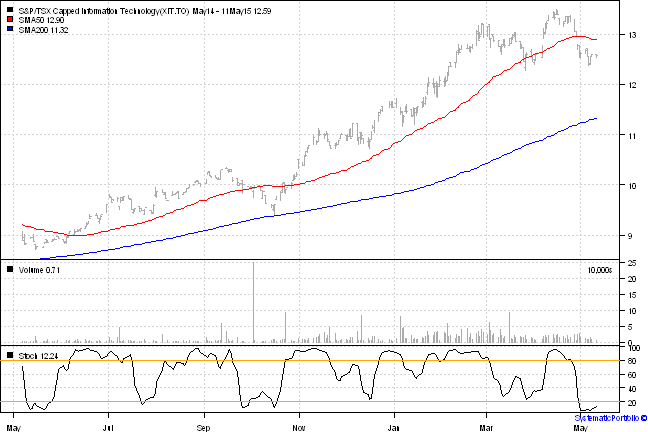 S&P/TSX Capped Information Technology(XIT.TO) May14 - 11May15 12.59
SMA50 12.90
SMA200 11.32
13
12
11
10
9
Volume 0.71
10,000s
25
20
15
10
5
0
Stoch 12.24
100
80
60
40
20
May
Jul
Sep
Nov
Jan
Mar
May
SystematicPortfolio ©